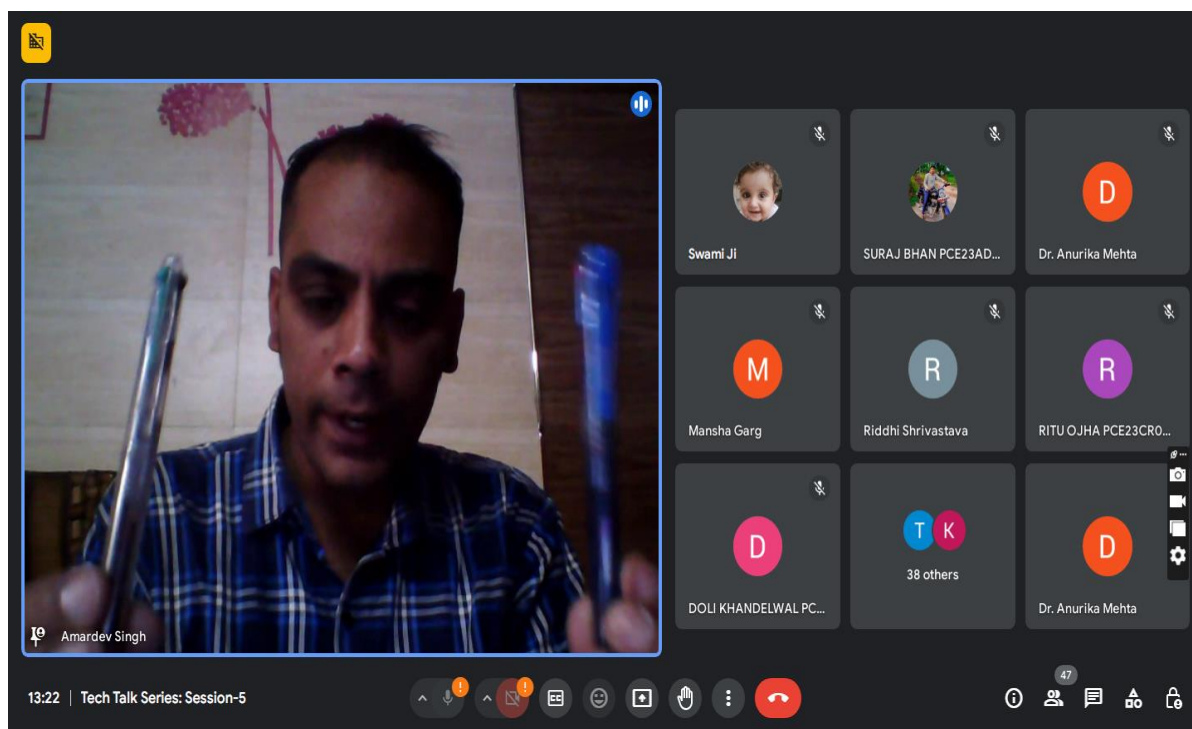 Swami Ji
SURAJ BHAN PCE23AD...
D
Dr. Anurika Mehta
M
Mansha Garg
R
Riddhi Shrivastava
R
RITU OJHA PCE23CR0...
D
DOLI KHANDELWAL PC...
T K
38 others
D
Dr. Anurika Mehta
Amardev Singh
13:22 | Tech Talk Series: Session-5
CC
47